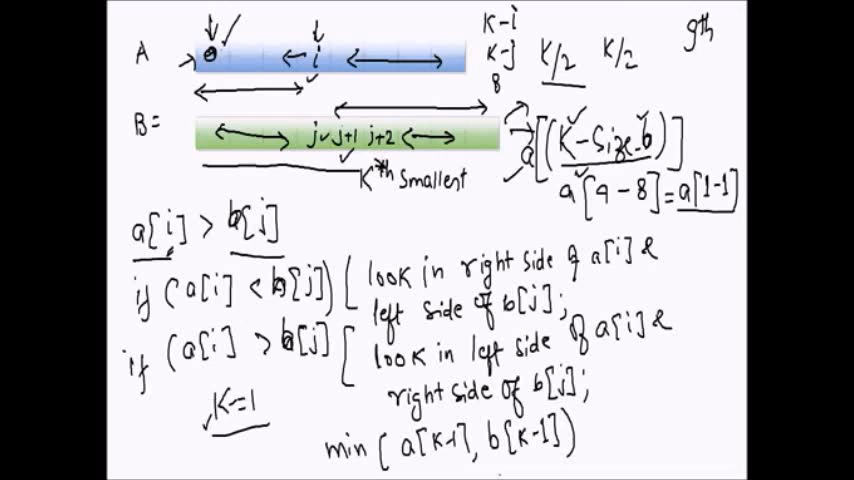 A i
K-i
K-j
8
K/2 K/2
9th
B= j j+1 j+2
Kth smallest
a[(K-Size-b)]
a[9-8]=a[1-1]
a[i] > b[j]
if (a[i] < b[j]) [look in right side of a[i] &
left side of b[j];
if (a[i] > b[j] [look in left side of a[i] &
right side of b[j];
K=1
min(a[K-1], b[K-1])